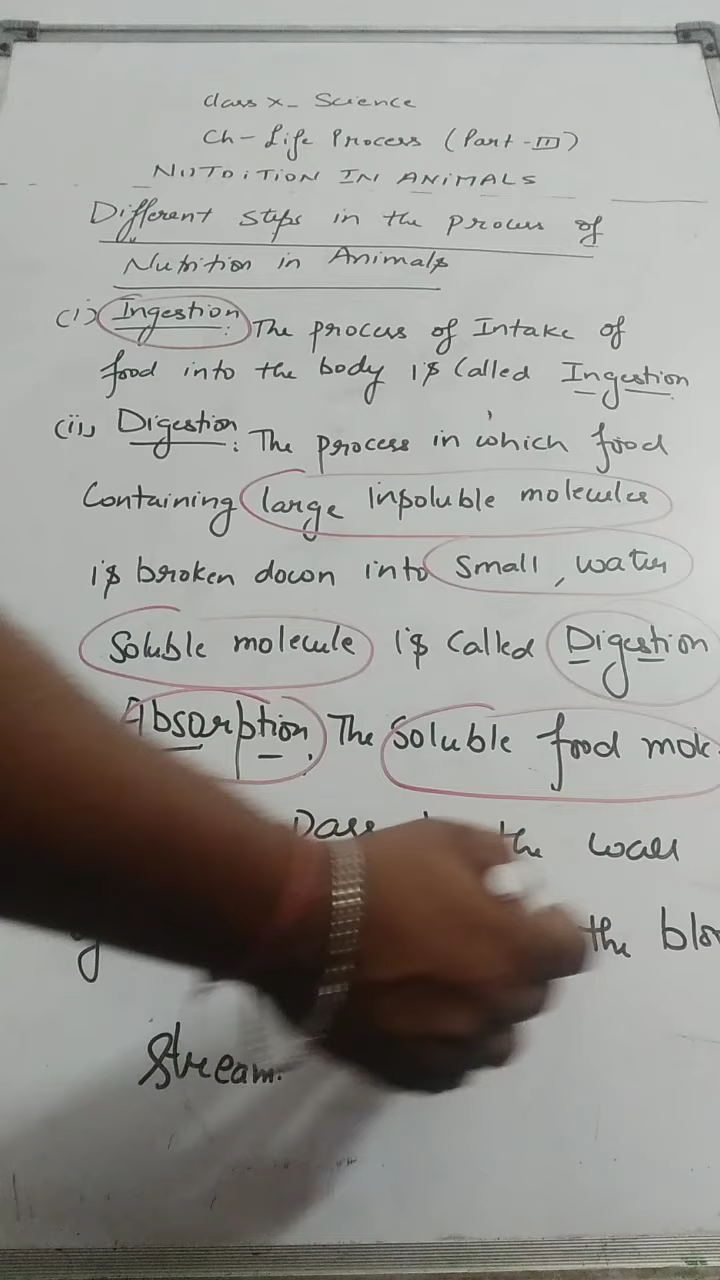 Class X - Science
Ch - Life Process (Part - III)
NUTRITION IN ANIMALS
Different Steps in the process of
Nutrition in Animals
(i) Ingestion : The process of Intake of
food into the body is called Ingestion
(ii) Digestion : The process in which food
Containing large insoluble molecules
is broken down into small, water
Soluble molecule is called Digestion
Absorption. The Soluble food
Pass the wall
the
Stream.